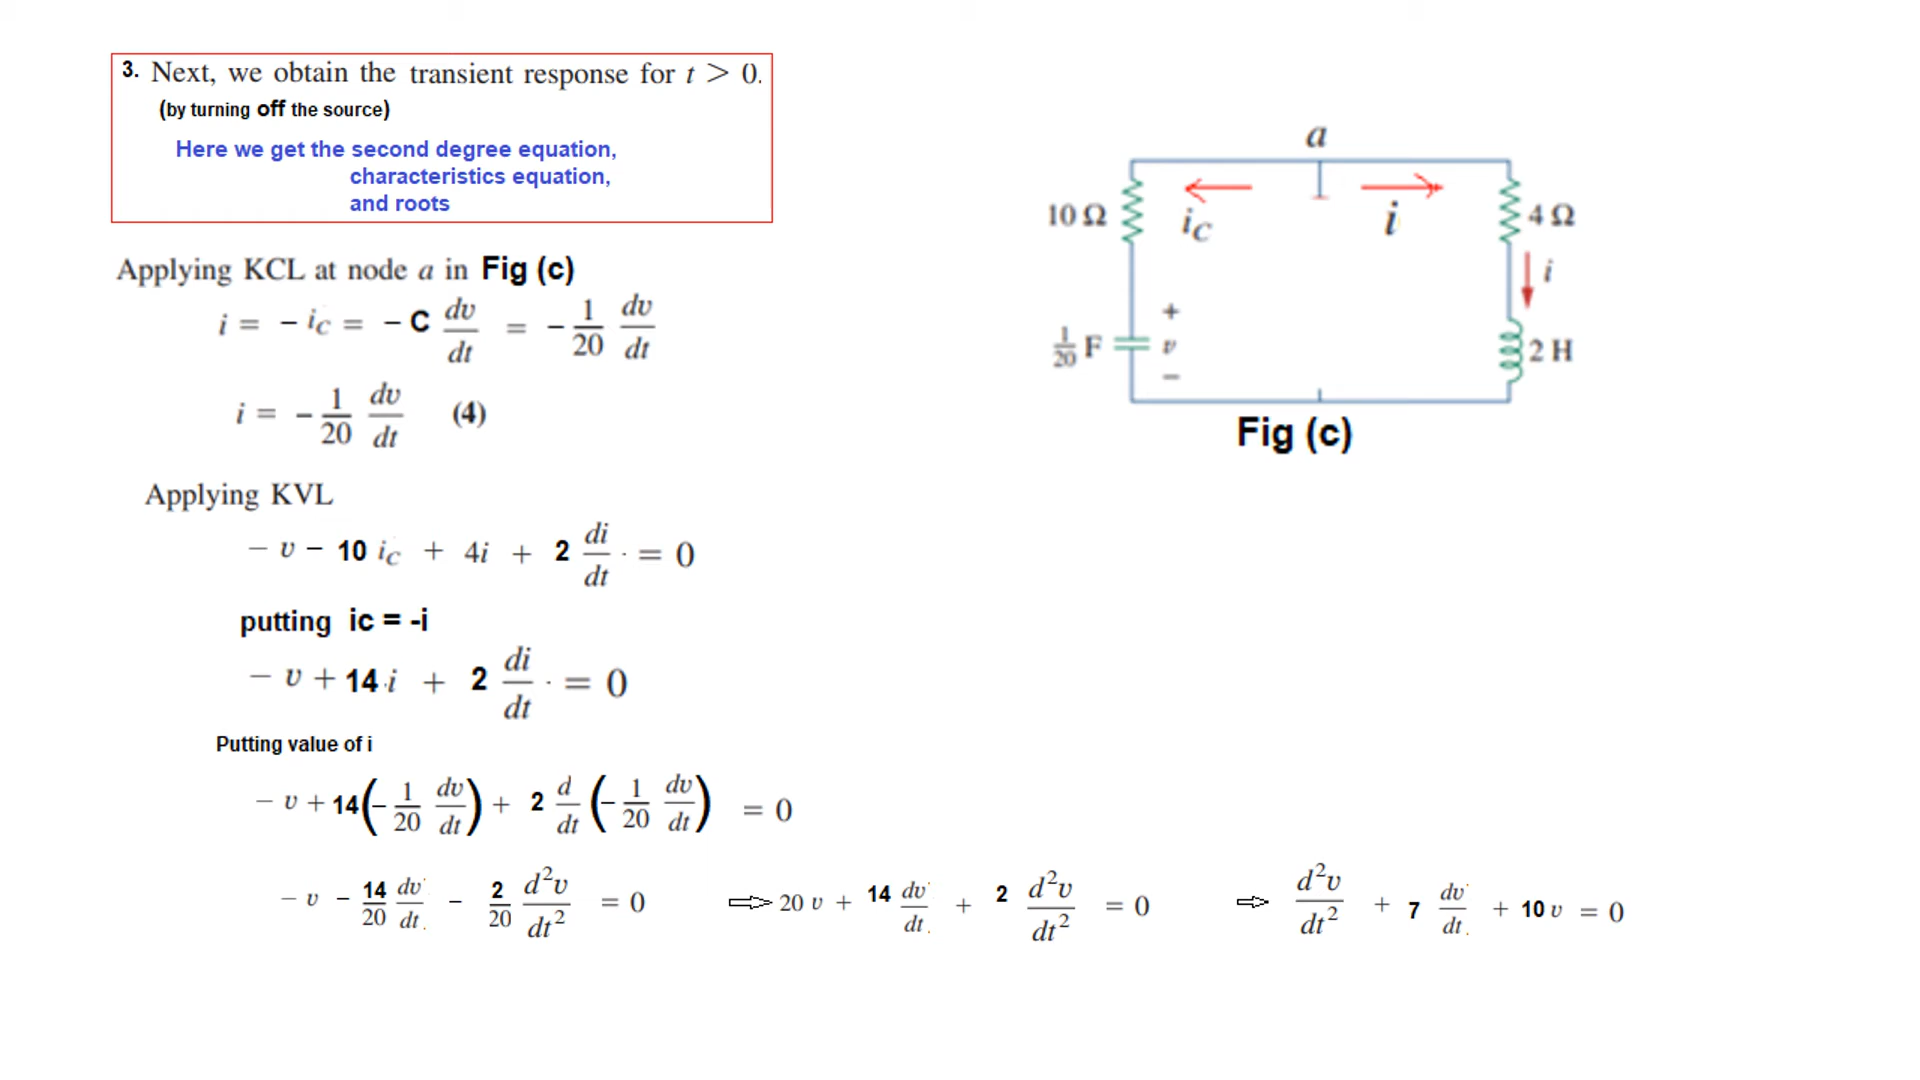 3. Next, we obtain the transient response for t > 0.
(by turning off the source)
Here we get the second degree equation,
characteristics equation,
and roots
Applying KCL at node a in Fig (c)
i = − iC = − C dv/dt = − 1/20 dv/dt
i = − 1/20 dv/dt (4)
Applying KVL
− v − 10 iC + 4i + 2 di/dt · = 0
putting ic = -i
− v + 14 i + 2 di/dt · = 0
Putting value of i
− v + 14(− 1/20 dv/dt) + 2 d/dt (− 1/20 dv/dt) = 0
− v − 14/20 dv/dt − 2/20 d²v/dt² = 0 ⇨ 20 v + 14 dv/dt + 2 d²v/dt² = 0 ⇨ d²v/dt² + 7 dv/dt + 10 v = 0
a
10 Ω
iC
i
4 Ω
i
1/20 F
+
v
−
2 H
Fig (c)